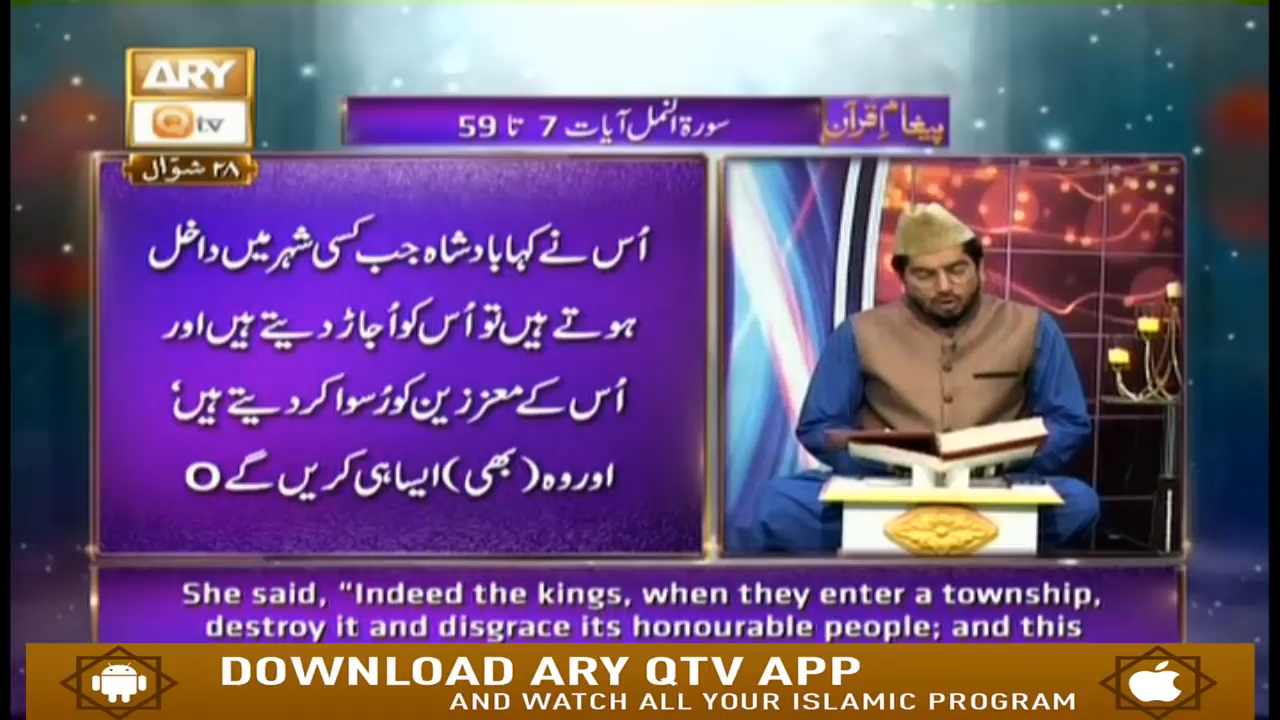 ARY
Qtv
سورۃ النمل آیات 7 تا 59
پیغامِ قرآن
۲۸ شوّال
اُس نے کہا بادشاہ جب کسی شہر میں داخل
ہوتے ہیں تو اُس کو اُجاڑ دیتے ہیں اور
اُس کے معززین کو رُسوا کر دیتے ہیں‘
اور وہ (بھی) ایسا ہی کریں گے O
She said, “Indeed the kings, when they enter a township,
destroy it and disgrace its honourable people; and this
DOWNLOAD ARY QTV APP
AND WATCH ALL YOUR ISLAMIC PROGRAM